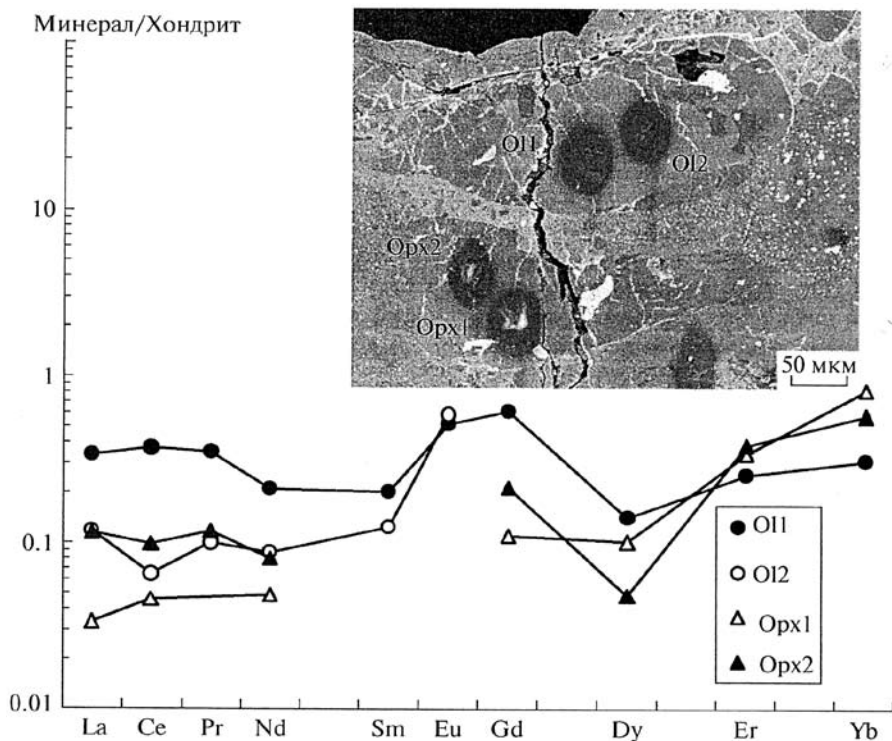 Минерал/Хондрит
Ol1
Ol2
Opx2
Opx1
50 мкм
10
1
0.1
0.01
Ol1
Ol2
Opx1
Opx2
La Ce Pr Nd Sm Eu Gd Dy Er Yb